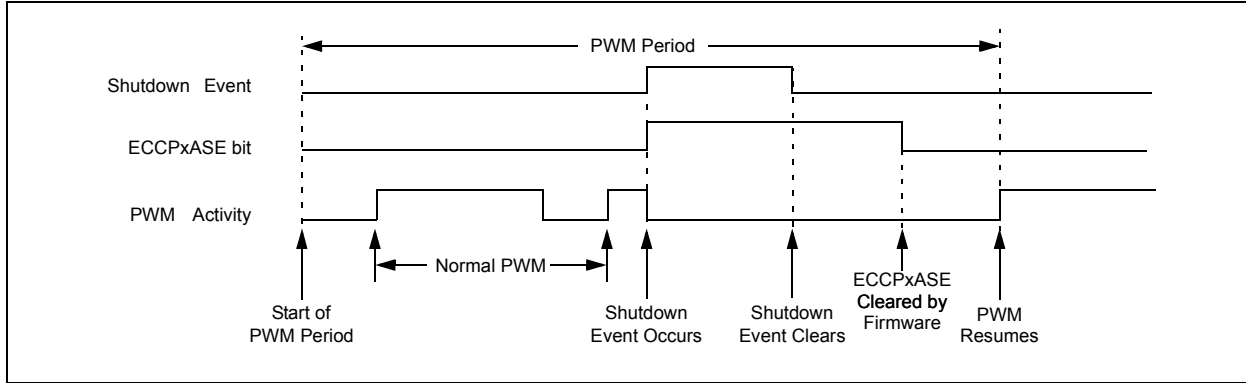 PWM Period
Shutdown Event
ECCPxASE bit
PWM Activity
Normal PWM
Start of
PWM Period
Shutdown
Event Occurs
Shutdown
Event Clears
ECCPxASE
Cleared by
Firmware
PWM
Resumes